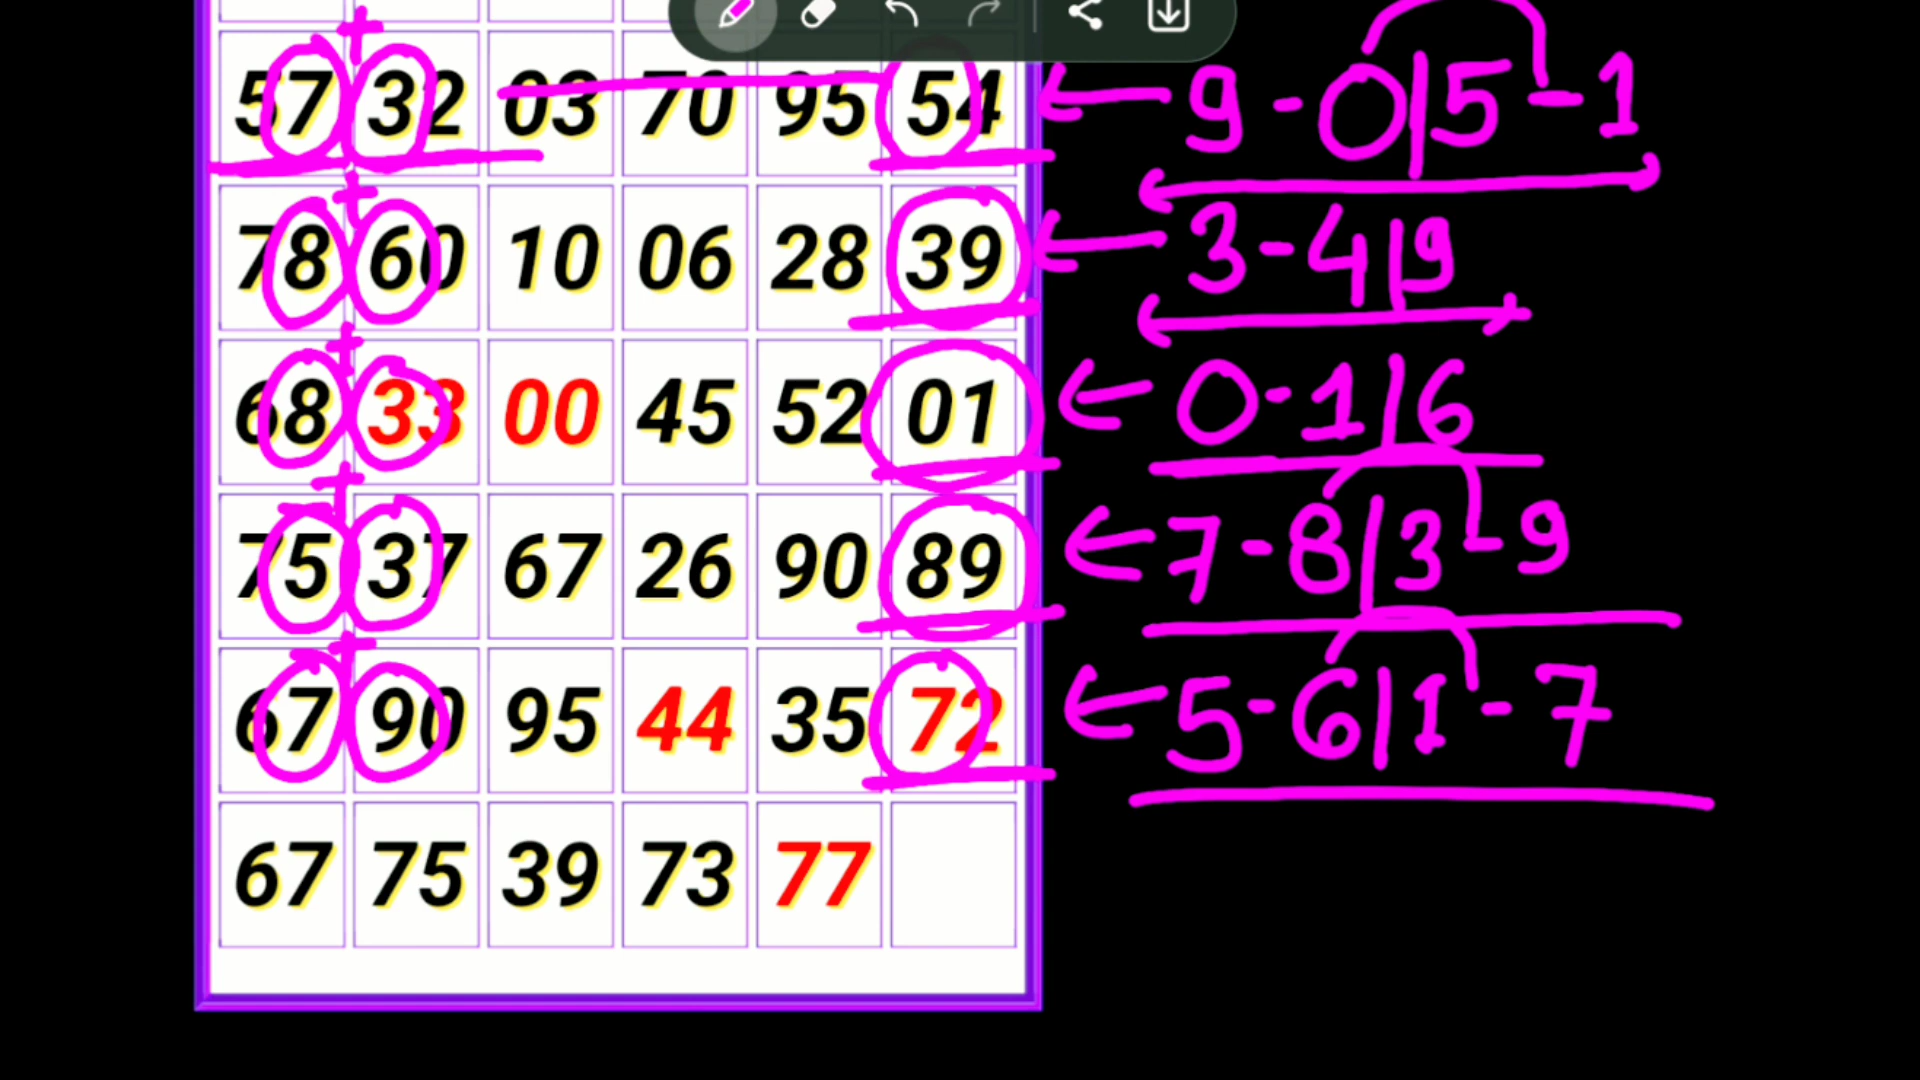 57 32 03 70 95 54 9-0|5-1
78 60 10 06 28 39 3-4|9
68 33 00 45 52 01 0-1|6
75 37 67 26 90 89 7-8|3-9
67 90 95 44 35 72 5-6|1-7
67 75 39 73 77